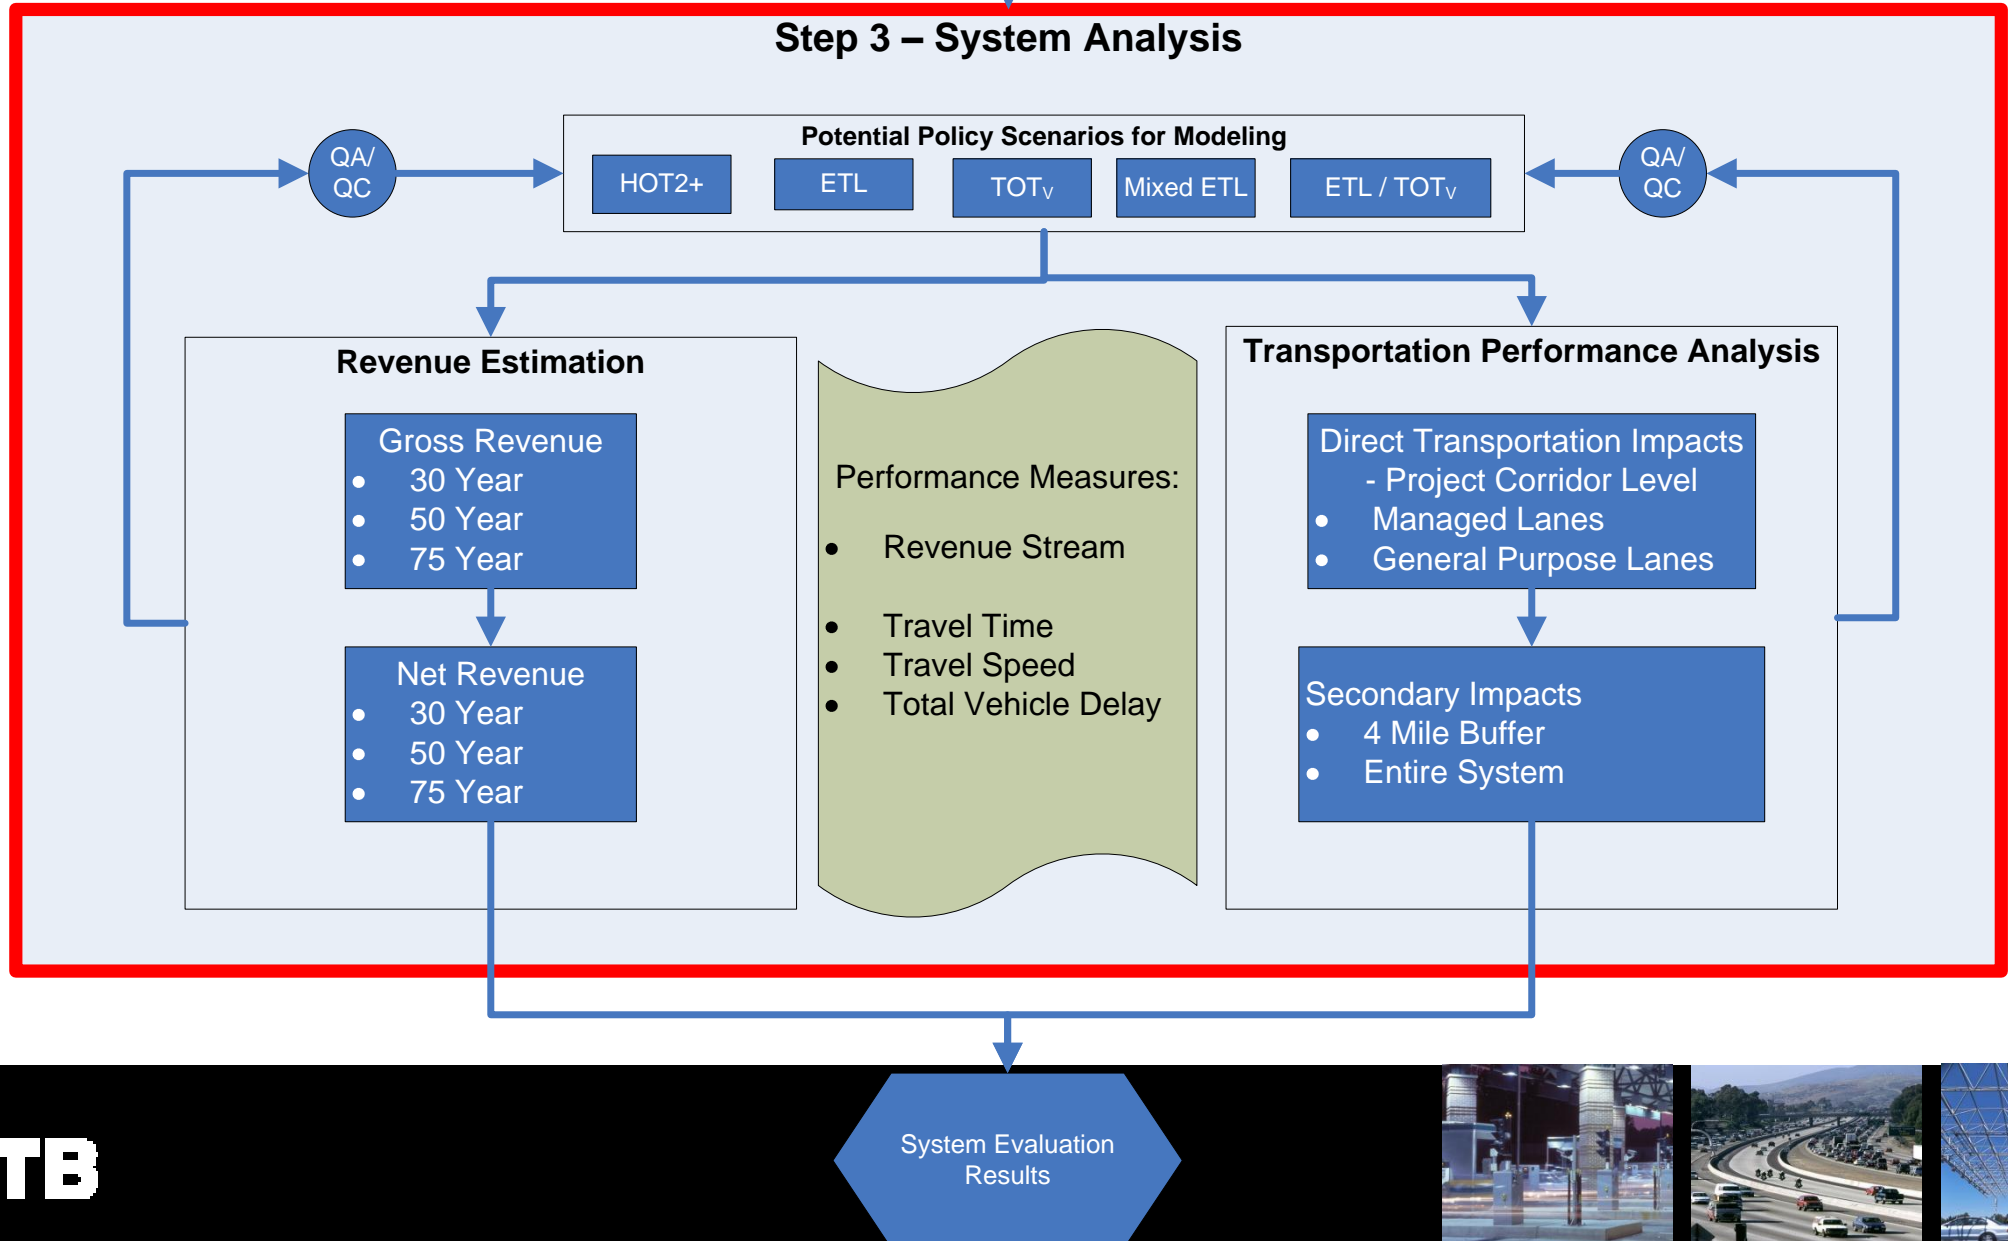 Step 3 – System Analysis
QA/
QC
Potential Policy Scenarios for Modeling
HOT2+
ETL
TOTV
Mixed ETL
ETL / TOTV
QA/
QC
Revenue Estimation
Gross Revenue
• 30 Year
• 50 Year
• 75 Year
Net Revenue
• 30 Year
• 50 Year
• 75 Year
Performance Measures:
• Revenue Stream
• Travel Time
• Travel Speed
• Total Vehicle Delay
Transportation Performance Analysis
Direct Transportation Impacts
- Project Corridor Level
• Managed Lanes
• General Purpose Lanes
Secondary Impacts
• 4 Mile Buffer
• Entire System
System Evaluation
Results
TB